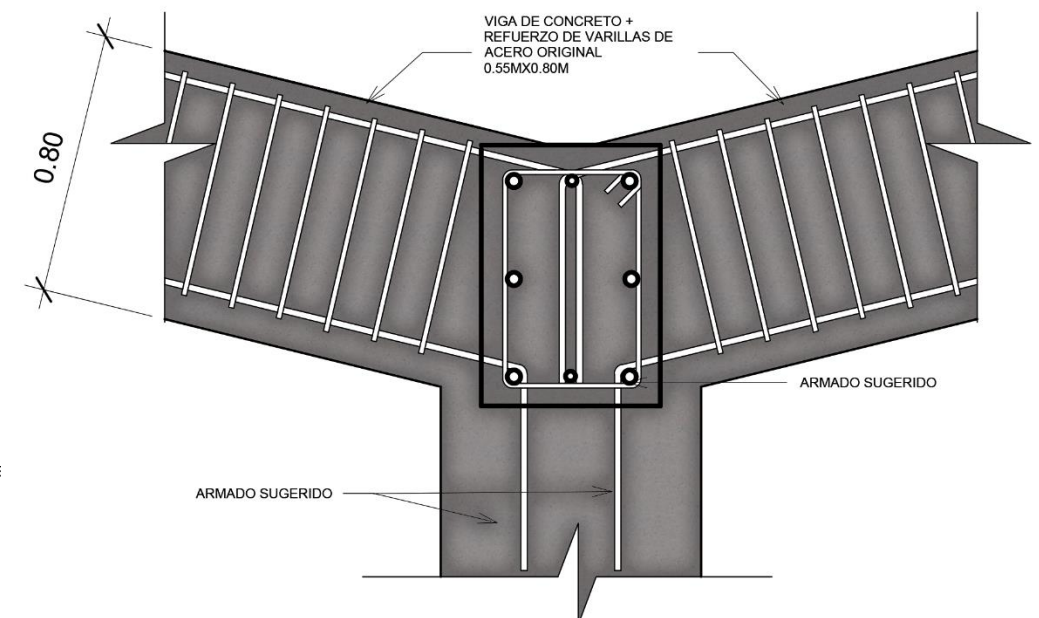 VIGA DE CONCRETO +
REFUERZO DE VARILLAS DE
ACERO ORIGINAL
0.55MX0.80M
0.80
ARMADO SUGERIDO
ARMADO SUGERIDO